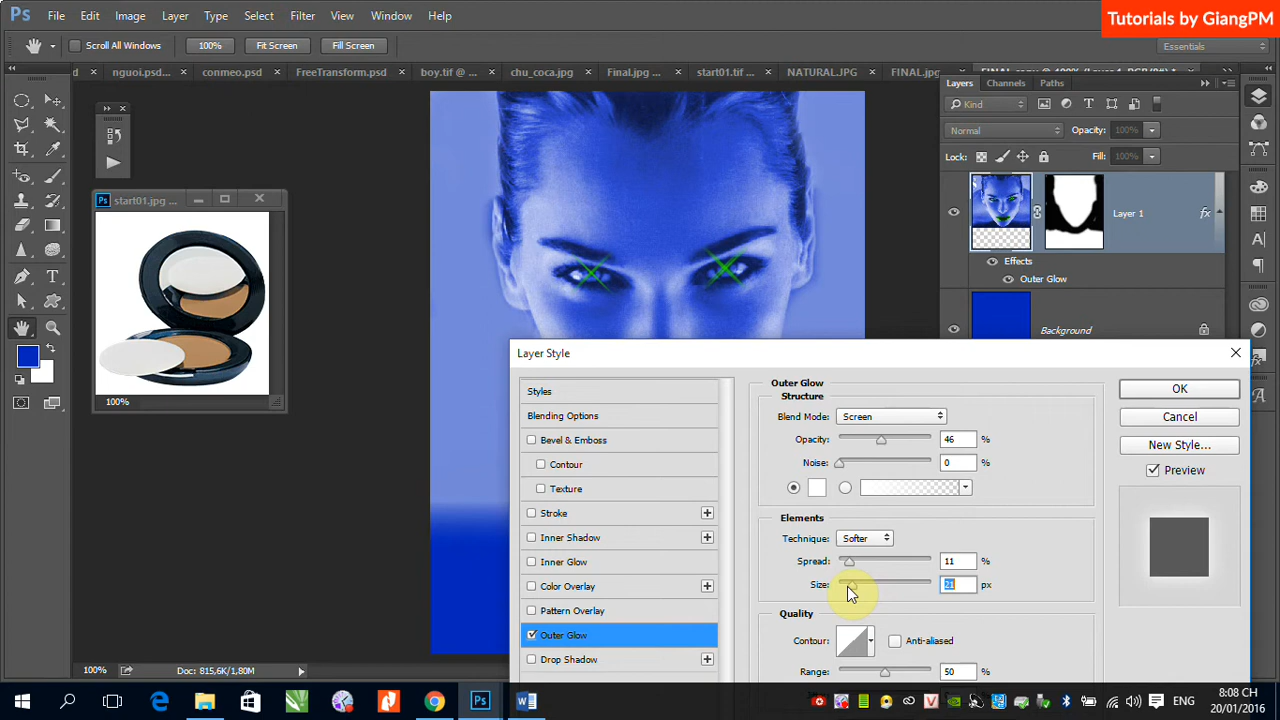 Ps File Edit Image Layer Type Select Filter View Window Help
Tutorials by GiangPM
Scroll All Windows 100% Fit Screen Fill Screen
Essentials
d nguoi.psd... conmeo.psd FreeTransform.psd boy.tif @ ... chu_coca.jpg Final.jpg ... start01.tif ... NATURAL.JPG FINAL.jpg
Layers Channels Paths
Kind
Normal Opacity: 100%
Lock: Fill: 100%
Ps start01.jpg ...
100%
Layer 1 fx
Effects
Outer Glow
Background
Layer Style
Styles
Blending Options
Bevel & Emboss
Contour
Texture
Stroke
Inner Shadow
Inner Glow
Color Overlay
Pattern Overlay
Outer Glow
Drop Shadow
Outer Glow
Structure
Blend Mode: Screen
Opacity: 46 %
Noise: 0 %
Elements
Technique: Softer
Spread: 11 %
Size: 21 px
Quality
Contour: Anti-aliased
Range: 50 %
OK
Cancel
New Style...
Preview
100% Doc: 815,6K/1,80M
ENG
8:08 CH
20/01/2016